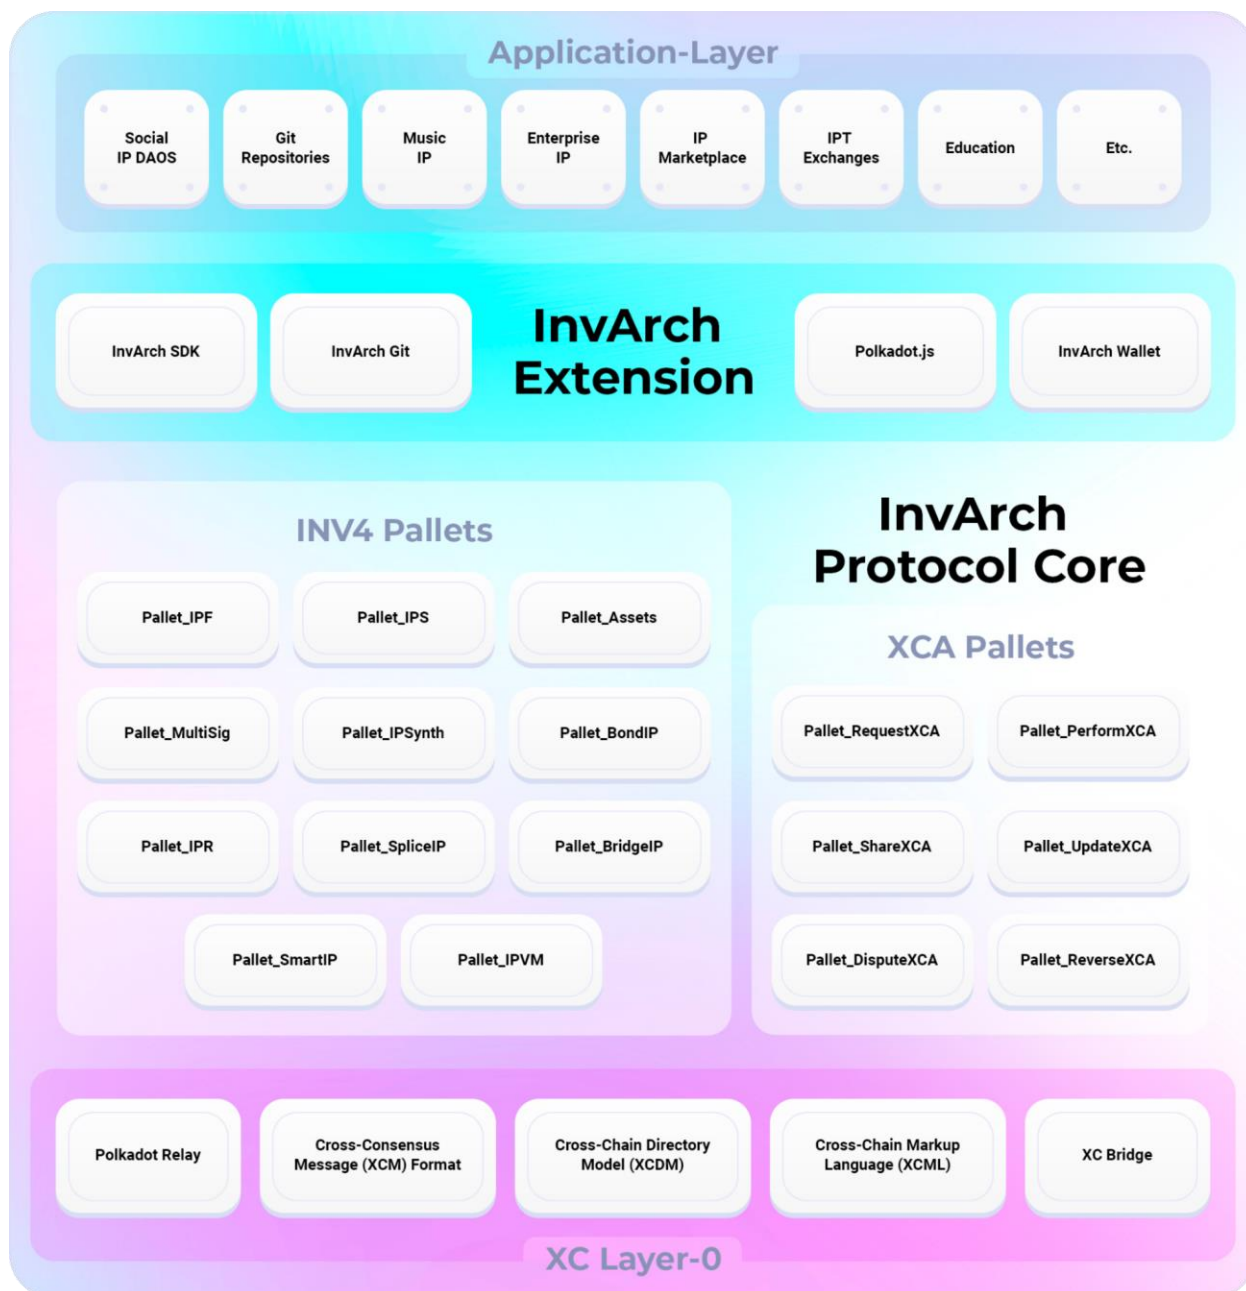 Application-Layer
Social
IP DAOS
Git
Repositories
Music
IP
Enterprise
IP
IP
Marketplace
IPT
Exchanges
Education
Etc.
InvArch SDK
InvArch Git
InvArch
Extension
Polkadot.js
InvArch Wallet
INV4 Pallets
Pallet_IPF
Pallet_IPS
Pallet_Assets
Pallet_MultiSig
Pallet_IPSynth
Pallet_BondIP
Pallet_IPR
Pallet_SpliceIP
Pallet_BridgeIP
Pallet_SmartIP
Pallet_IPVM
InvArch
Protocol Core
XCA Pallets
Pallet_RequestXCA
Pallet_PerformXCA
Pallet_ShareXCA
Pallet_UpdateXCA
Pallet_DisputeXCA
Pallet_ReverseXCA
Polkadot Relay
Cross-Consensus
Message (XCM) Format
Cross-Chain Directory
Model (XCDM)
Cross-Chain Markup
Language (XCML)
XC Bridge
XC Layer-0